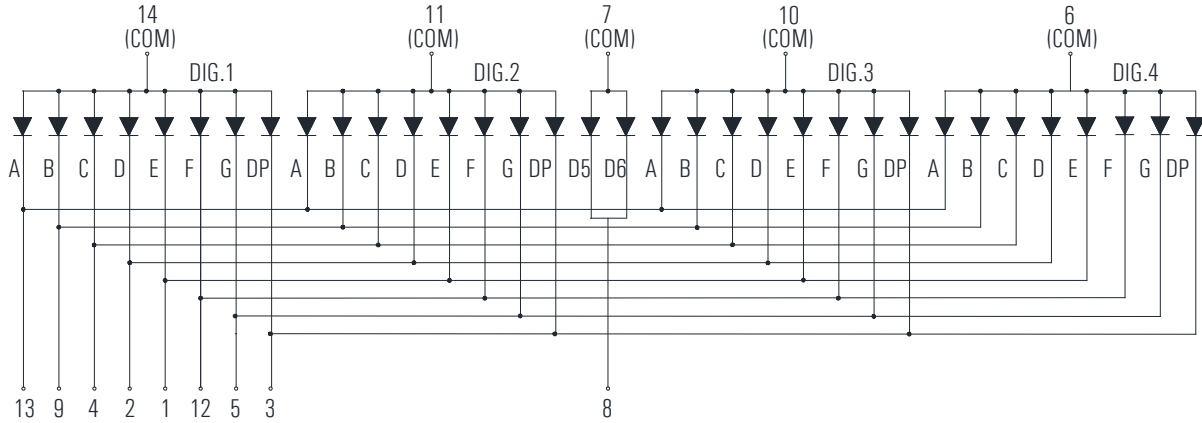 14 11 7 10 6
(COM) (COM) (COM) (COM) (COM)
DIG.1 DIG.2 DIG.3 DIG.4
A B C D E F G DP A B C D E F G DP D5 D6 A B C D E F G DP A B C D E F G DP
13 9 4 2 1 12 5 3 8